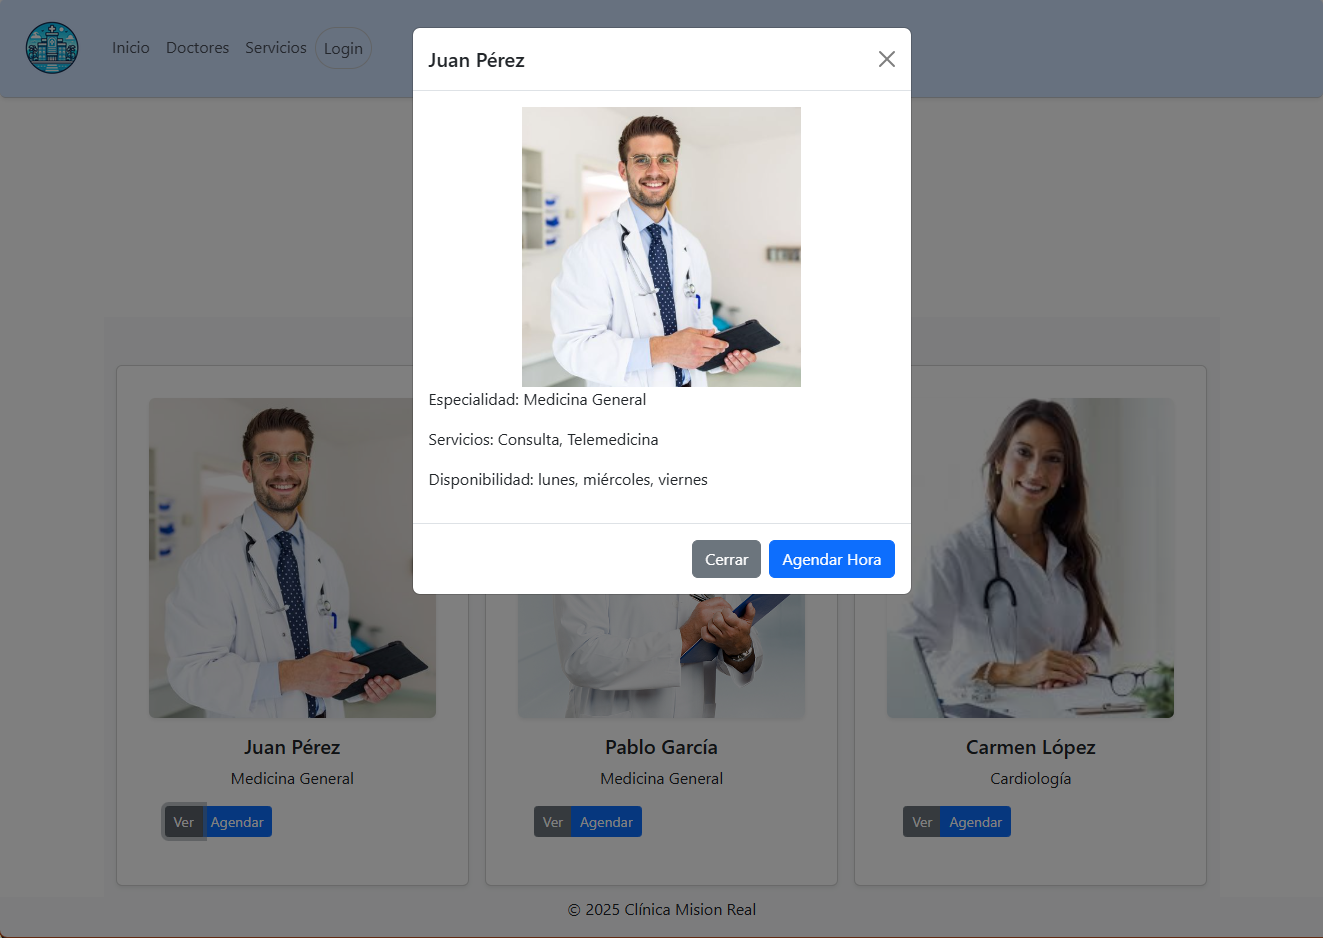 Inicio Doctores Servicios Login
Juan Pérez
Especialidad: Medicina General
Servicios: Consulta, Telemedicina
Disponibilidad: lunes, miércoles, viernes
Cerrar Agendar Hora
Juan Pérez
Medicina General
Ver Agendar
Pablo García
Medicina General
Ver Agendar
Carmen López
Cardiología
Ver Agendar
© 2025 Clínica Mision Real